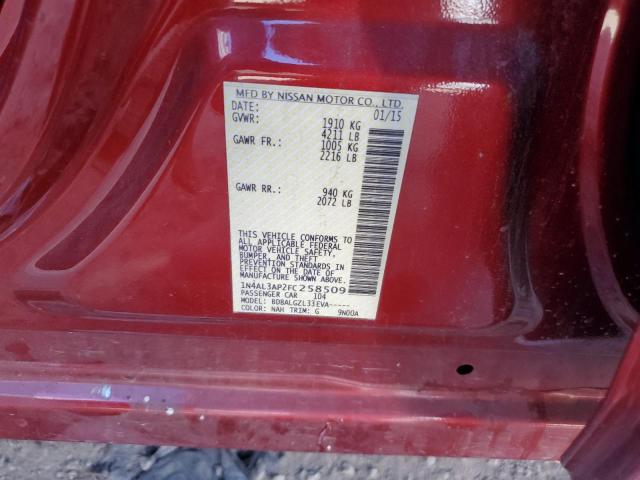 MFD BY NISSAN MOTOR CO., LTD.
DATE: 01/15
GVWR: 1910 KG
4211 LB
GAWR FR.: 1005 KG
2216 LB
GAWR RR.: 940 KG
2072 LB
THIS VEHICLE CONFORMS TO
ALL APPLICABLE FEDERAL
MOTOR VEHICLE SAFETY,
BUMPER, AND THEFT
PREVENTION STANDARDS IN
EFFECT ON THE DATE OF
MANUFACTURE SHOWN ABOVE.
1N4AL3AP2FC258509
PASSENGER CAR 104
MODEL: BDBALGZL33EVA-----
COLOR: NAH TRIM: G 9N00A